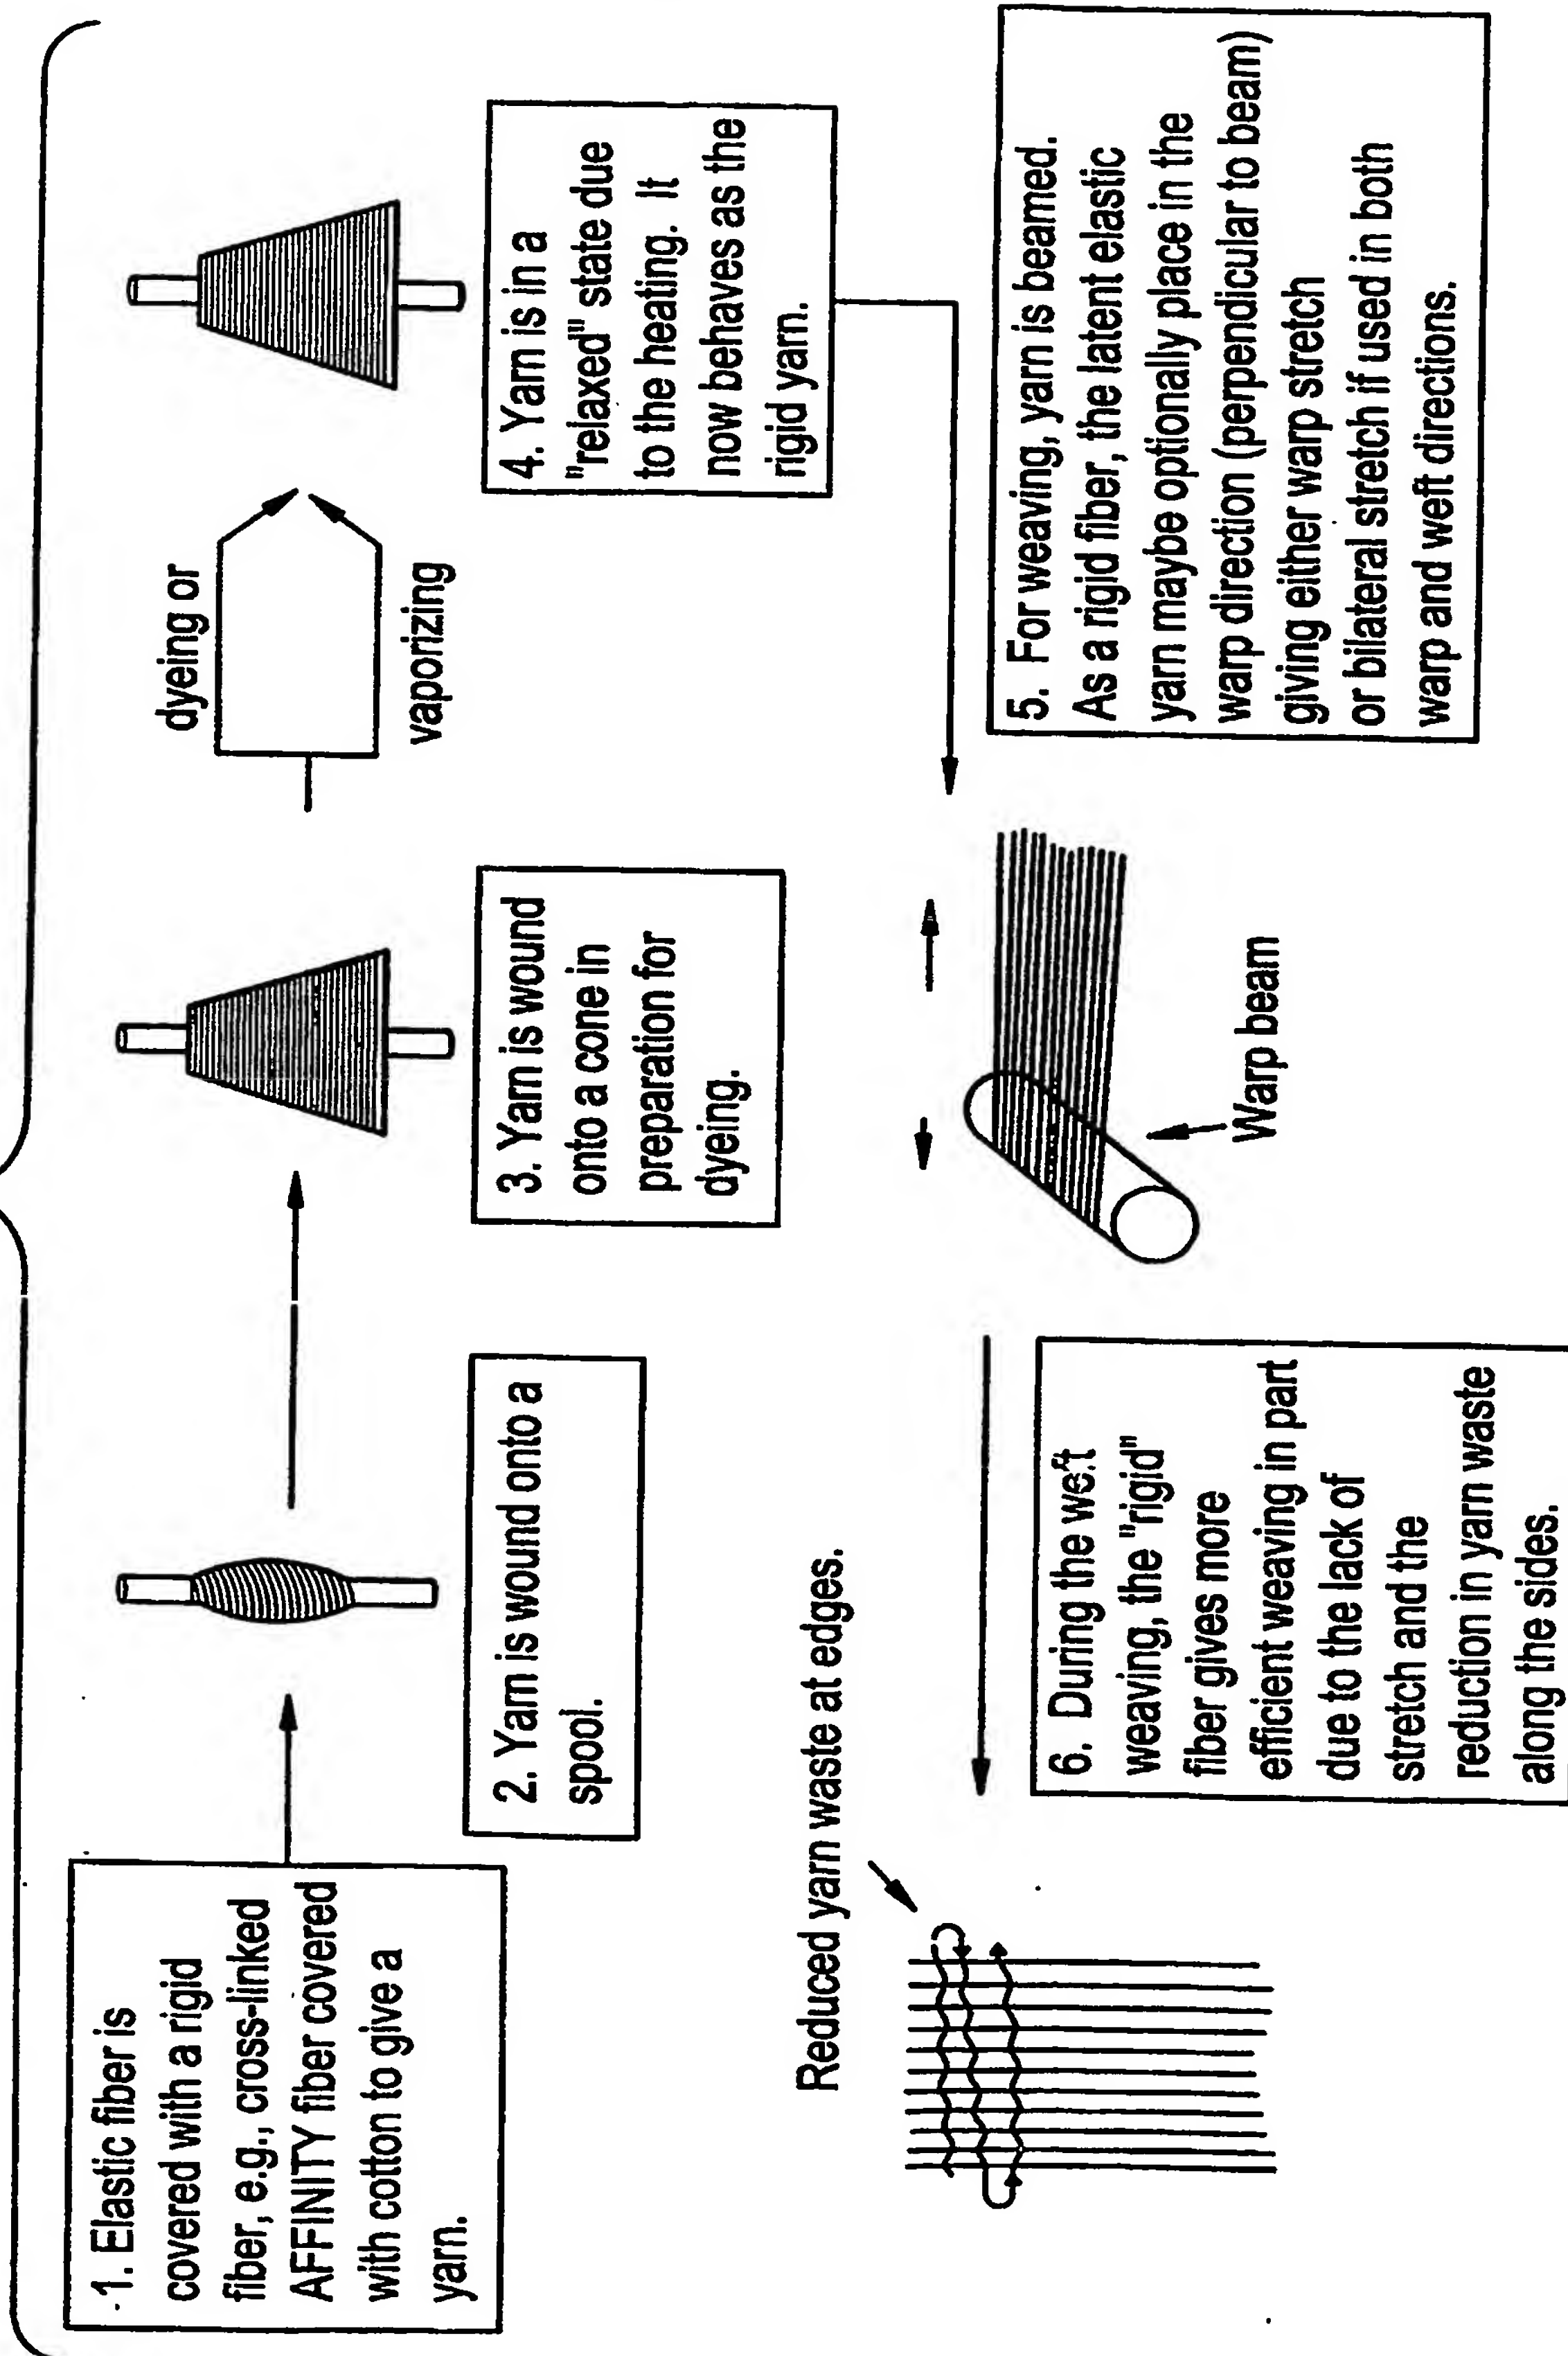 1. Elastic fiber is
covered with a rigid
fiber, e.g., cross-linked
AFFINITY fiber covered
with cotton to give a
yarn.
2. Yarn is wound onto a
spool.
3. Yarn is wound
onto a cone in
preparation for
dyeing.
dyeing or
vaporizing
4. Yarn is in a
"relaxed" state due
to the heating. It
now behaves as the
rigid yarn.
5. For weaving, yarn is beamed.
As a rigid fiber, the latent elastic
yarn maybe optionally place in the
warp direction (perpendicular to beam)
giving either warp stretch
or bilateral stretch if used in both
warp and weft directions.
Warp beam
6. During the weft
weaving, the "rigid"
fiber gives more
efficient weaving in part
due to the lack of
stretch and the
reduction in yarn waste
along the sides.
Reduced yarn waste at edges.